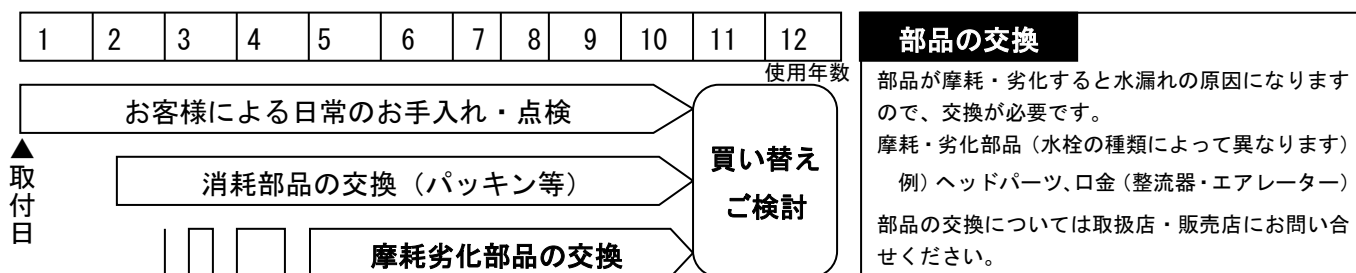 1 2 3 4 5 6 7 8 9 10 11 12
使用年数
お客様による日常のお手入れ・点検
▲
取付日
消耗部品の交換（パッキン等）
摩耗劣化部品の交換
買い替え
ご検討
部品の交換
部品が摩耗・劣化すると水漏れの原因になります
ので、交換が必要です。
摩耗・劣化部品（水栓の種類によって異なります）
例）ヘッドパーツ、口金（整流器・エアレーター）
部品の交換については取扱店・販売店にお問い合
せください。